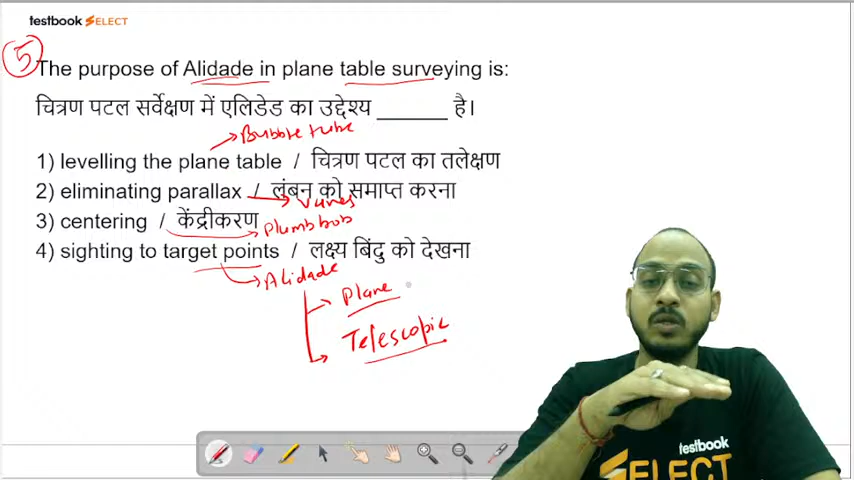 testbook SELECT
5
The purpose of Alidade in plane table surveying is:
चित्रण पटल सर्वेक्षण में एलिडेड का उद्देश्य ______ है।
Bubble tube
1) levelling the plane table / चित्रण पटल का तलेक्षण
2) eliminating parallax / लंबन को समाप्त करना
Vanes
3) centering / केंद्रीकरण
Plumb bob
4) sighting to target points / लक्ष्य बिंदु को देखना
Alidade
Plane
Telescopic
testbook
SELECT